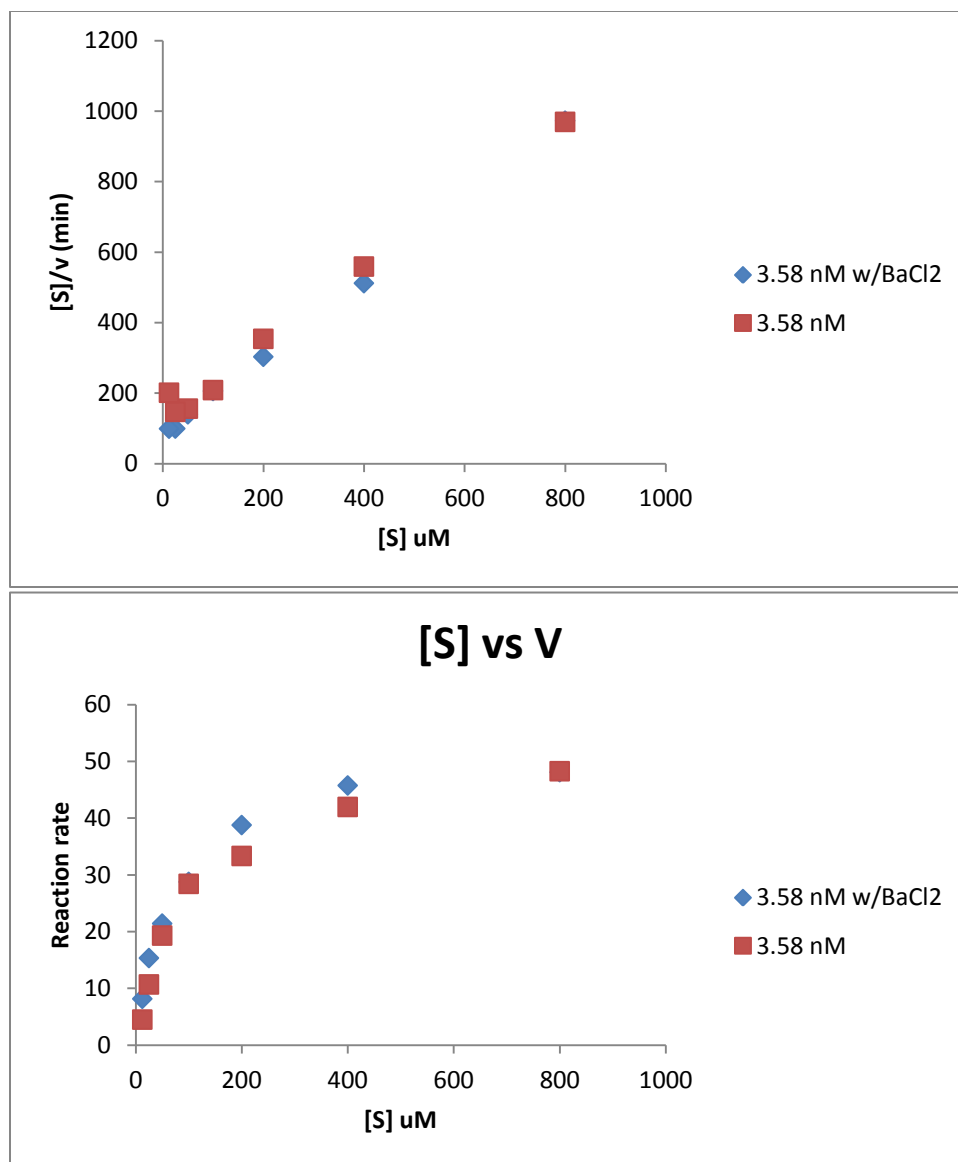 1200
1000
800
600
400
200
0
[S]/v (min)
0 200 400 600 800 1000
[S] uM
3.58 nM w/BaCl2
3.58 nM
[S] vs V
60
50
40
30
20
10
0
Reaction rate
0 200 400 600 800 1000
[S] uM
3.58 nM w/BaCl2
3.58 nM